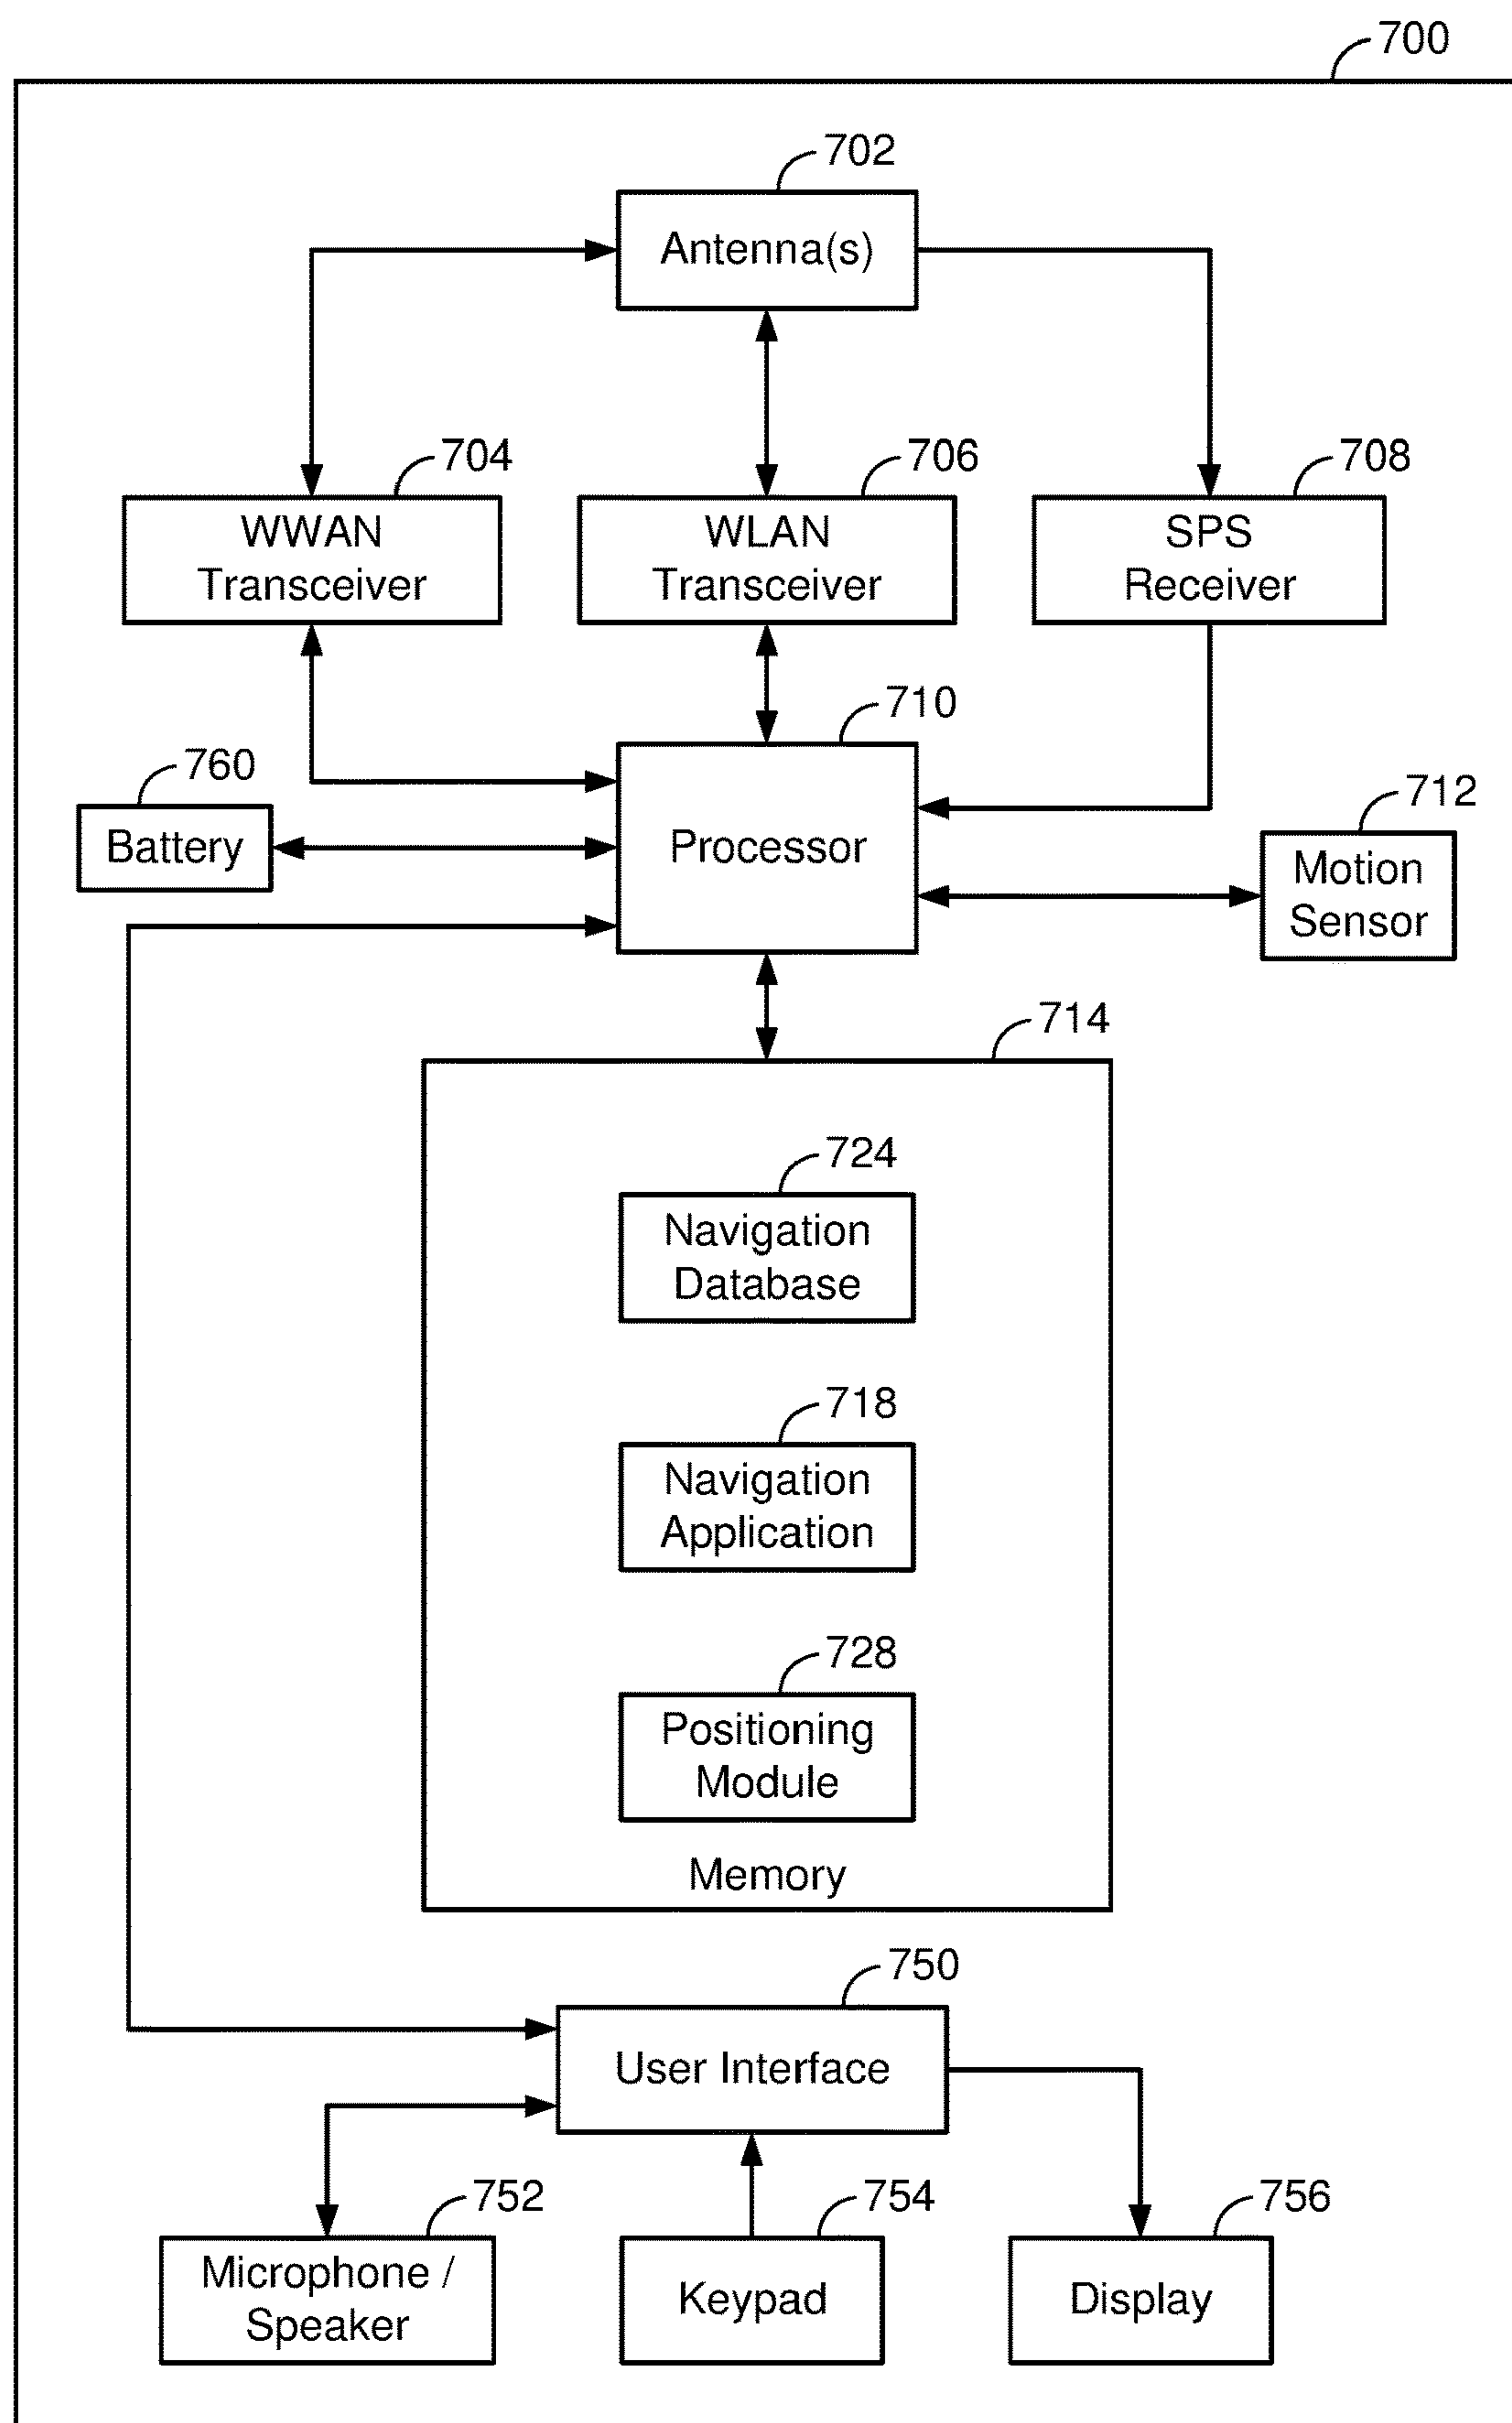 700
702
Antenna(s)
704
706
708
WWAN
Transceiver
WLAN
Transceiver
SPS
Receiver
710
760
712
Battery
Processor
Motion
Sensor
714
724
Navigation
Database
718
Navigation
Application
728
Positioning
Module
Memory
750
User Interface
752
754
756
Microphone /
Speaker
Keypad
Display